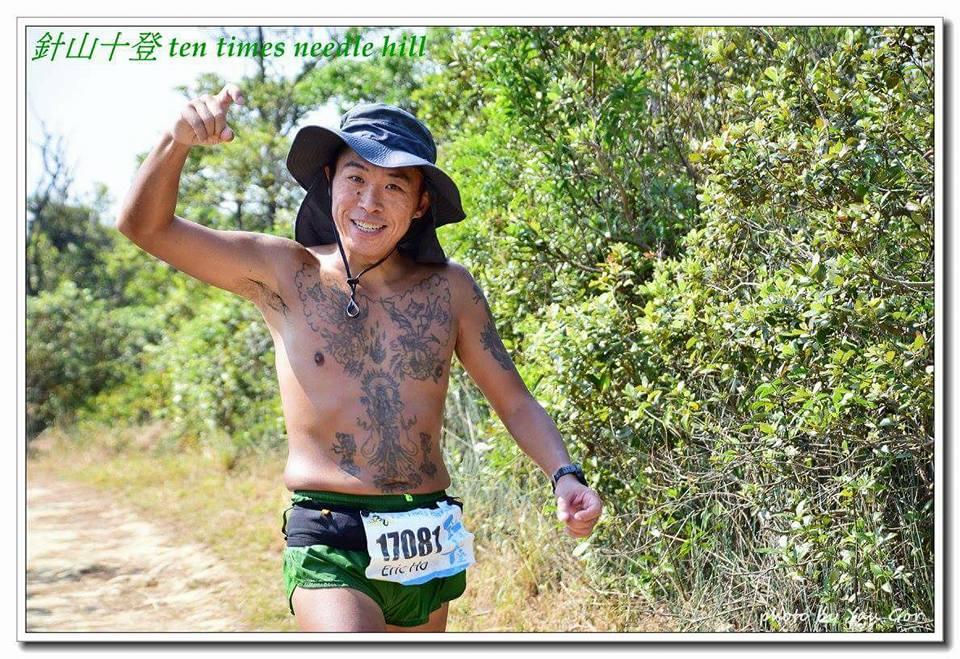 針山十登 ten times needle hill
17081
Eric Ho
photo by